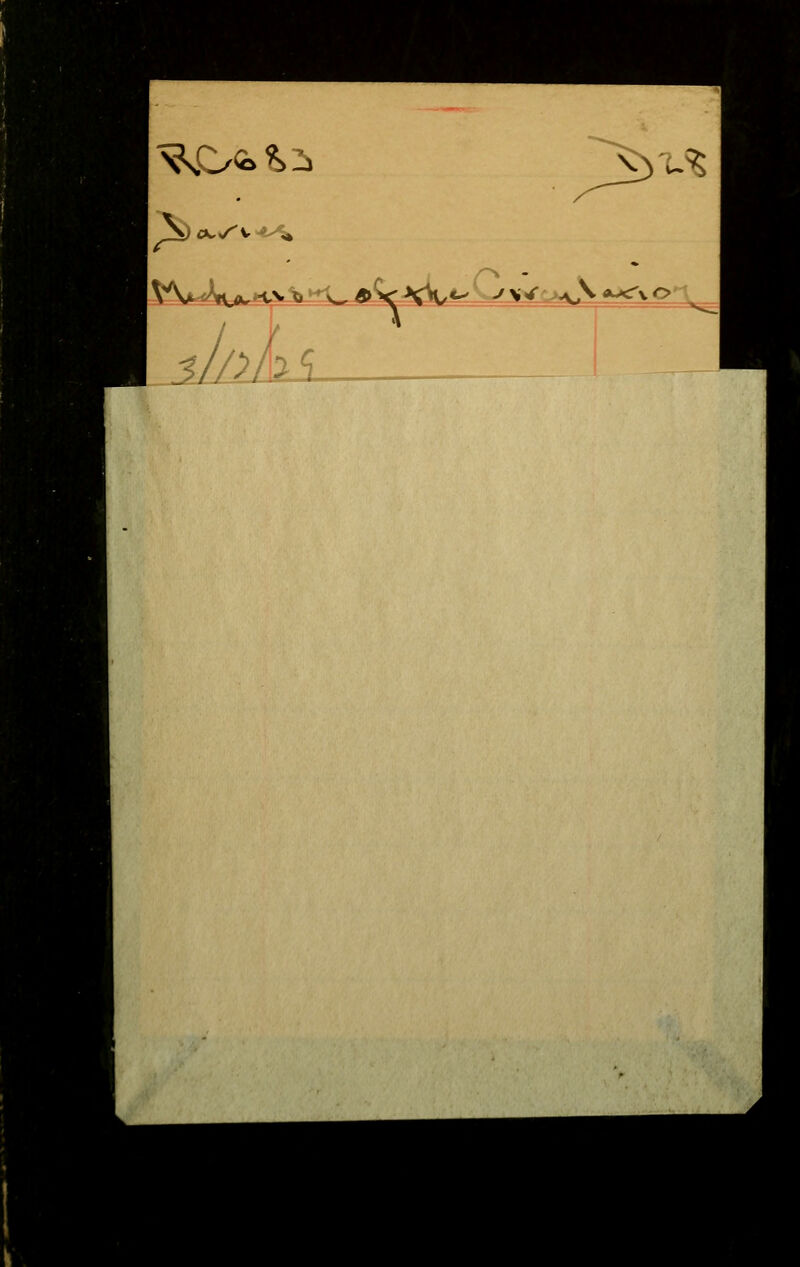 RC683 D28
Davies
Mechanism of the Circulation
3/12/29